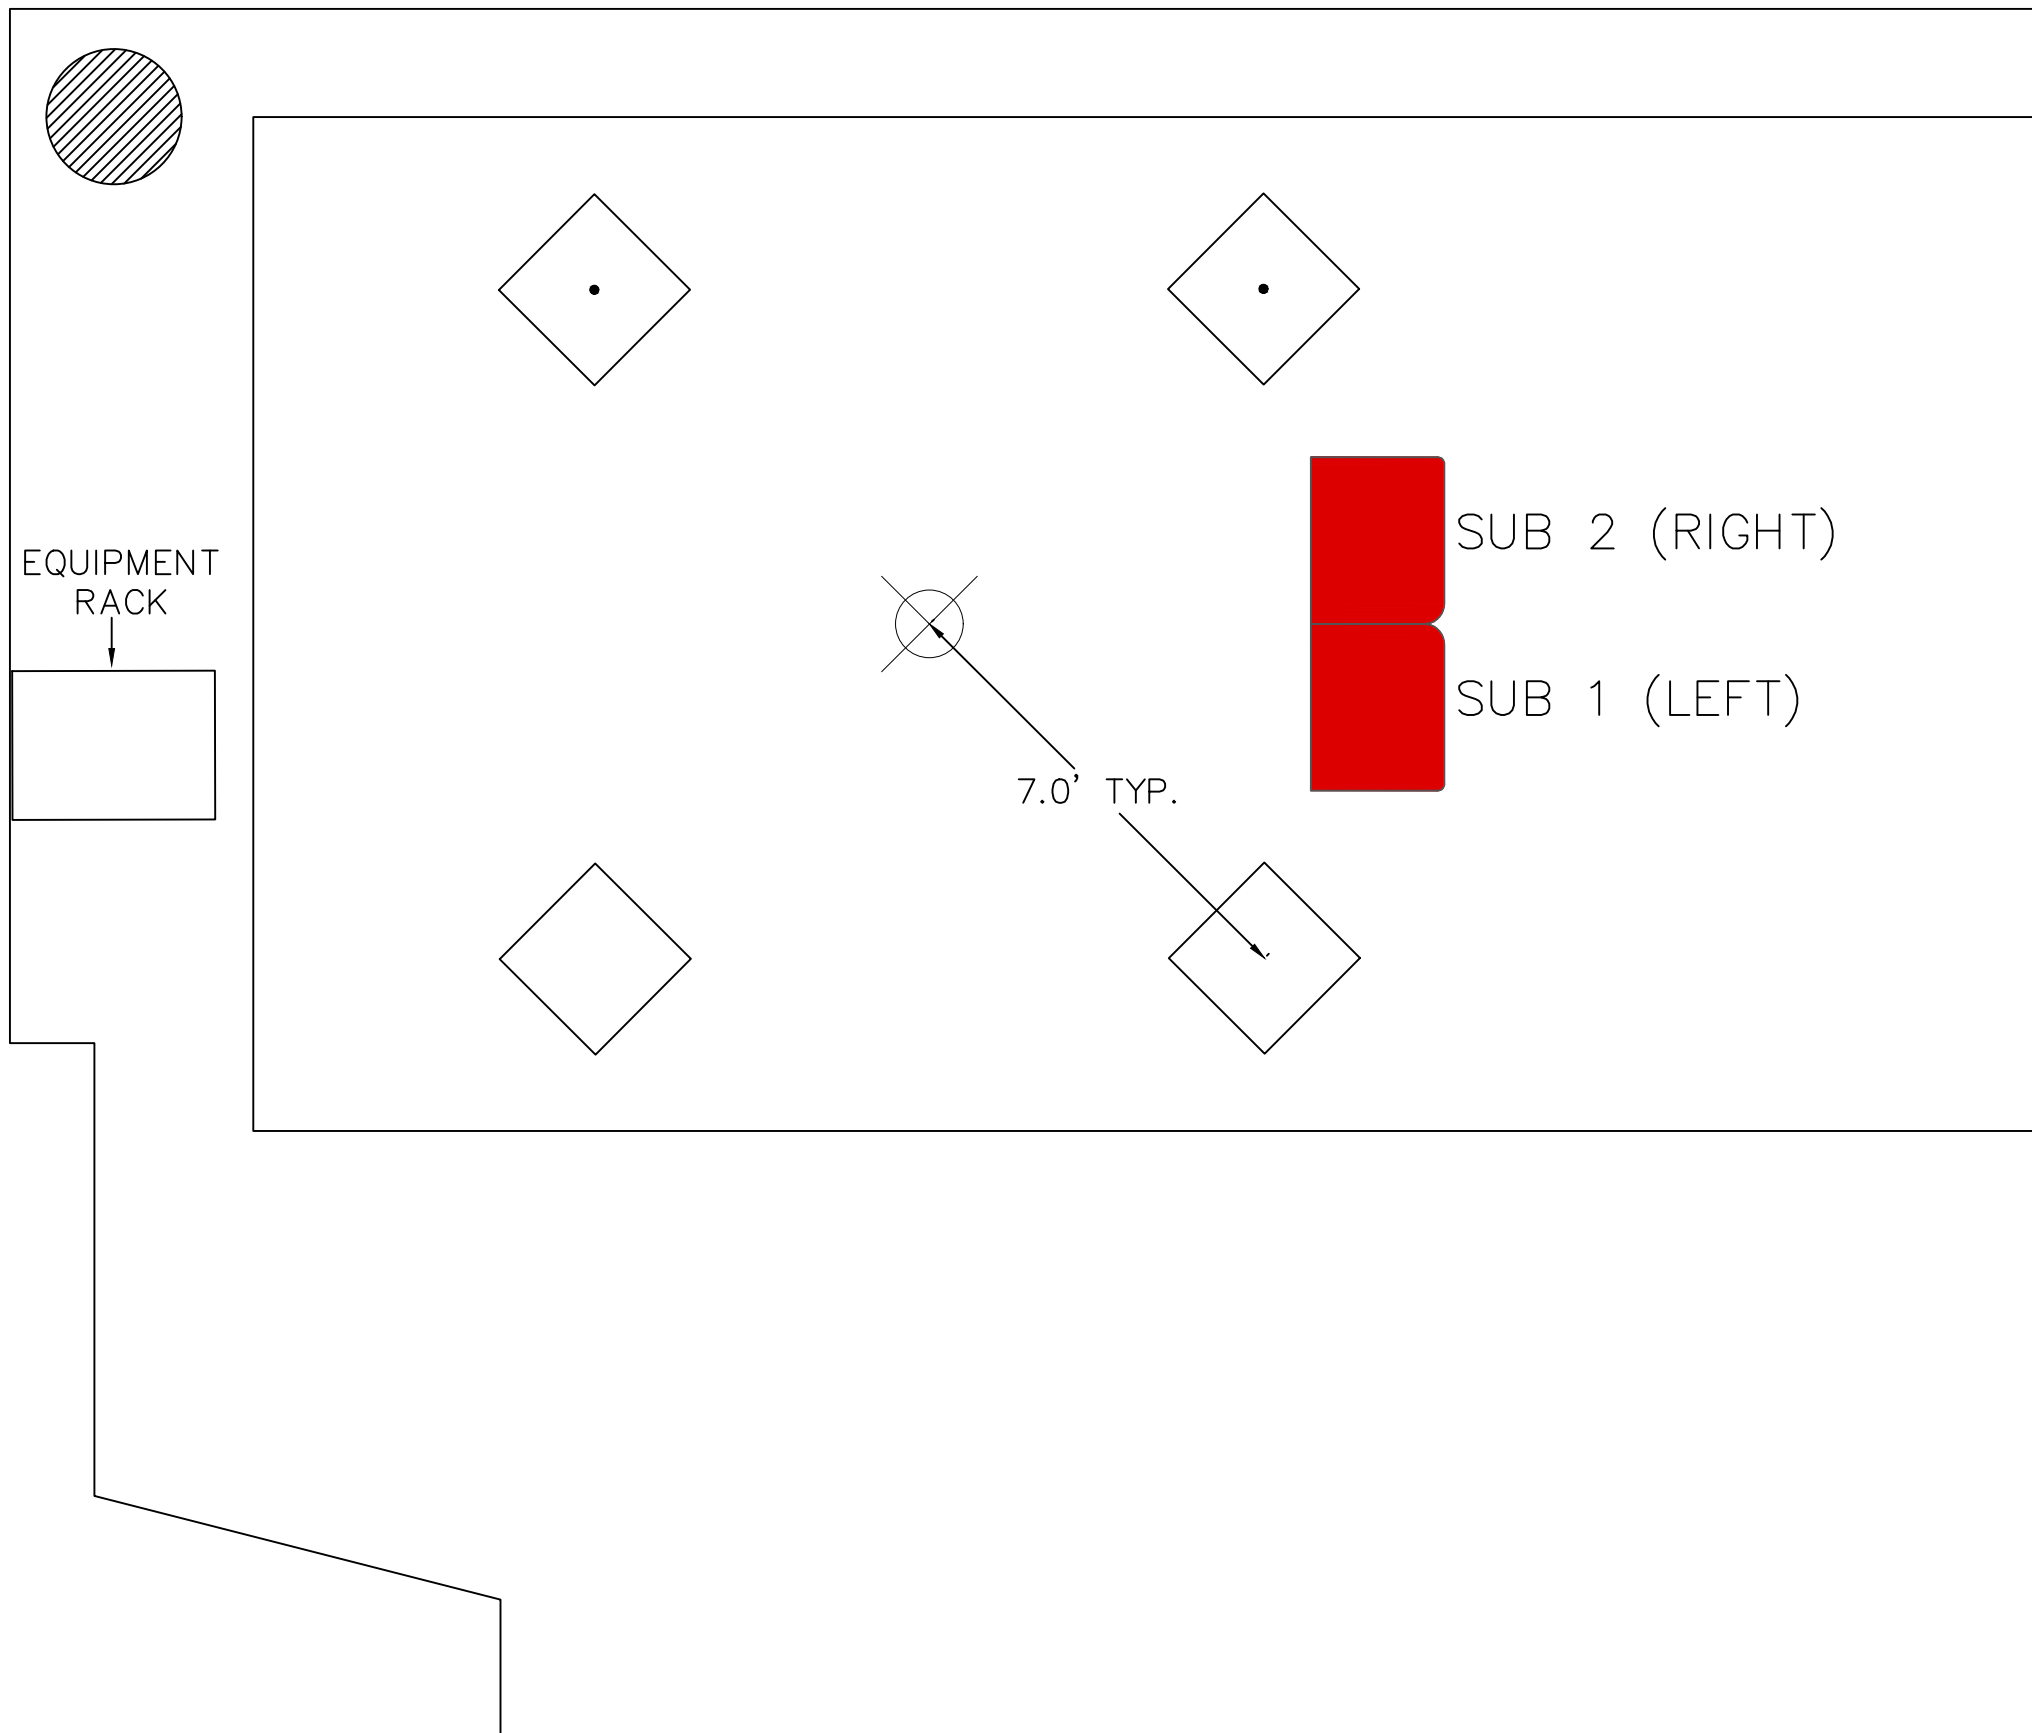 SUB 2 (RIGHT)
EQUIPMENT
RACK
SUB 1 (LEFT)
7.0' TYP.